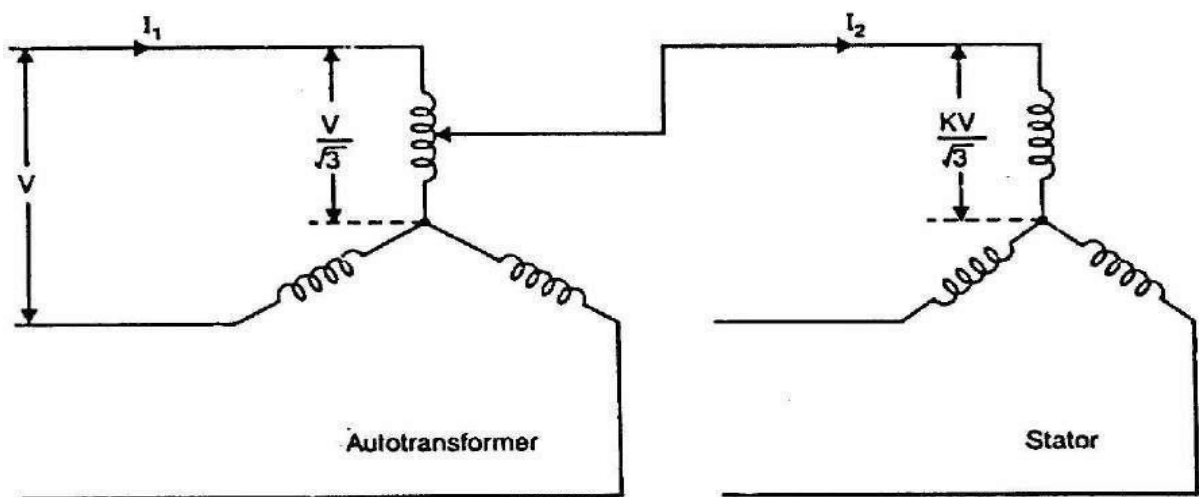 I₁
I₂
V
V
√3
KV
√3
Autotransformer
Stator